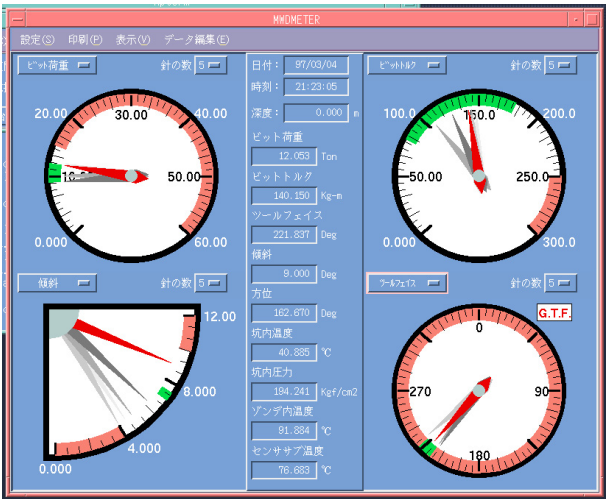 MWDMETER
設定(S) 印刷(P) 表示(V) データ編集(E)
ビット荷重 針の数 5
20.00 30.00 40.00
50.00
0.000 60.00
傾斜 針の数 5
12.00
8.000
4.000
0.000
日付: 97/03/04
時刻: 21:23:05
深度: 0.000 m
ビット荷重
12.053 Ton
ビットトルク
140.150 Kg-m
ツールフェイス
221.837 Deg
傾斜
9.000 Deg
方位
162.670 Deg
坑内温度
40.885 ℃
坑内圧力
194.241 Kgf/cm2
ゾンデ内温度
91.884 ℃
センササブ温度
76.683 ℃
ビットトルク 針の数 5
100.0 150.0 200.0
50.00 250.0
0.000 300.0
ツールフェイス 針の数 5
G.T.F.
0
270 90
180